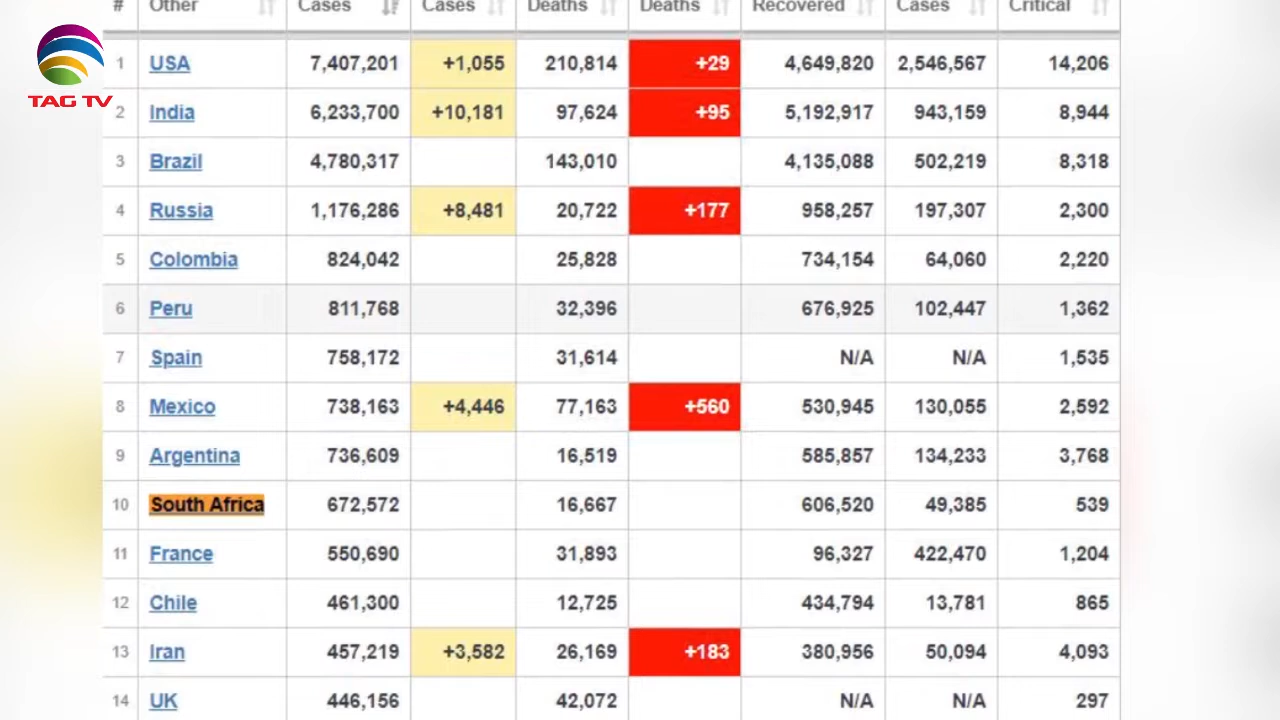 # Other Cases Cases Deaths Deaths Recovered Cases Critical
TAG TV
1 USA 7,407,201 +1,055 210,814 +29 4,649,820 2,546,567 14,206
2 India 6,233,700 +10,181 97,624 +95 5,192,917 943,159 8,944
3 Brazil 4,780,317 143,010 4,135,088 502,219 8,318
4 Russia 1,176,286 +8,481 20,722 +177 958,257 197,307 2,300
5 Colombia 824,042 25,828 734,154 64,060 2,220
6 Peru 811,768 32,396 676,925 102,447 1,362
7 Spain 758,172 31,614 N/A N/A 1,535
8 Mexico 738,163 +4,446 77,163 +560 530,945 130,055 2,592
9 Argentina 736,609 16,519 585,857 134,233 3,768
10 South Africa 672,572 16,667 606,520 49,385 539
11 France 550,690 31,893 96,327 422,470 1,204
12 Chile 461,300 12,725 434,794 13,781 865
13 Iran 457,219 +3,582 26,169 +183 380,956 50,094 4,093
14 UK 446,156 42,072 N/A N/A 297